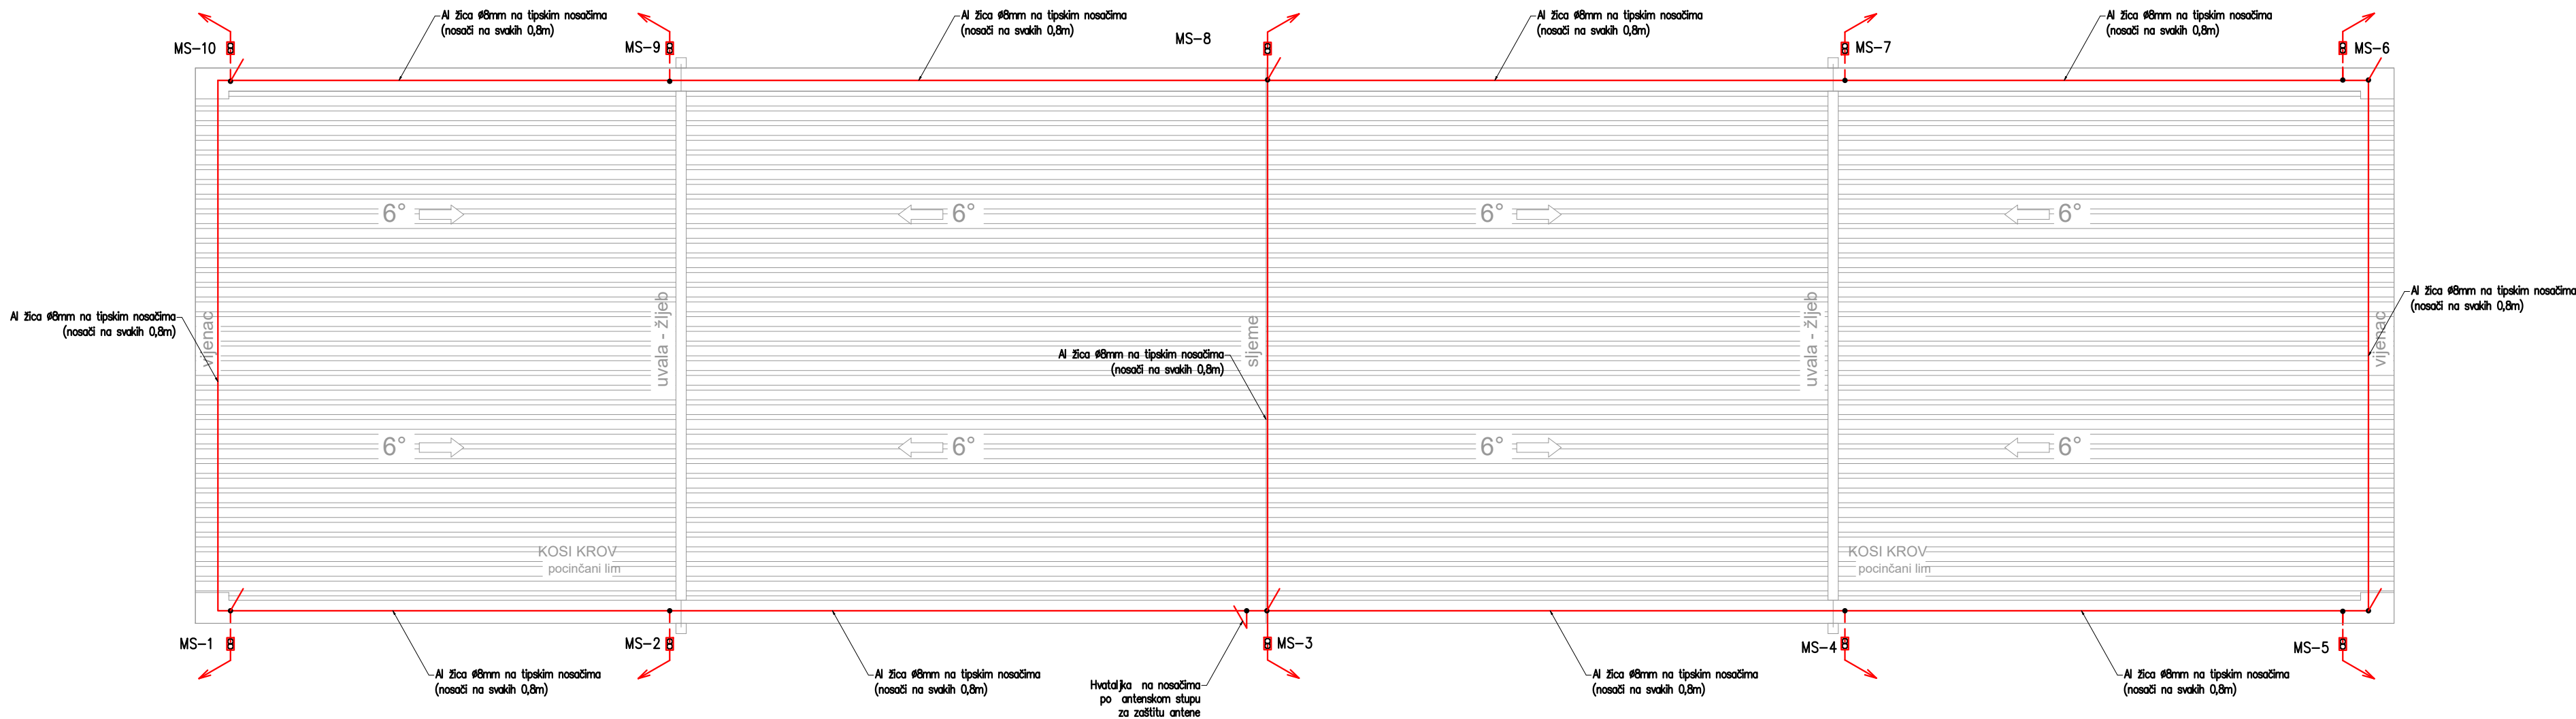 Al žica ø8mm na tipskim nosačima
(nosači na svakih 0,8m)
Al žica ø8mm na tipskim nosačima
(nosači na svakih 0,8m)
Al žica ø8mm na tipskim nosačima
(nosači na svakih 0,8m)
Al žica ø8mm na tipskim nosačima
(nosači na svakih 0,8m)
MS-10
MS-9
MS-8
MS-7
MS-6
6°
6°
6°
6°
Al žica ø8mm na tipskim nosačima
(nosači na svakih 0,8m)
vijenac
uvala - žljeb
Al žica ø8mm na tipskim nosačima
(nosači na svakih 0,8m)
sljeme
uvala - žljeb
vijenac
Al žica ø8mm na tipskim nosačima
(nosači na svakih 0,8m)
6°
6°
6°
6°
KOSI KROV
pocinčani lim
KOSI KROV
pocinčani lim
MS-1
MS-2
MS-3
MS-4
MS-5
Al žica ø8mm na tipskim nosačima
(nosači na svakih 0,8m)
Al žica ø8mm na tipskim nosačima
(nosači na svakih 0,8m)
Hvataljka na nosačima
po antenskom stupu
za zaštitu antene
Al žica ø8mm na tipskim nosačima
(nosači na svakih 0,8m)
Al žica ø8mm na tipskim nosačima
(nosači na svakih 0,8m)